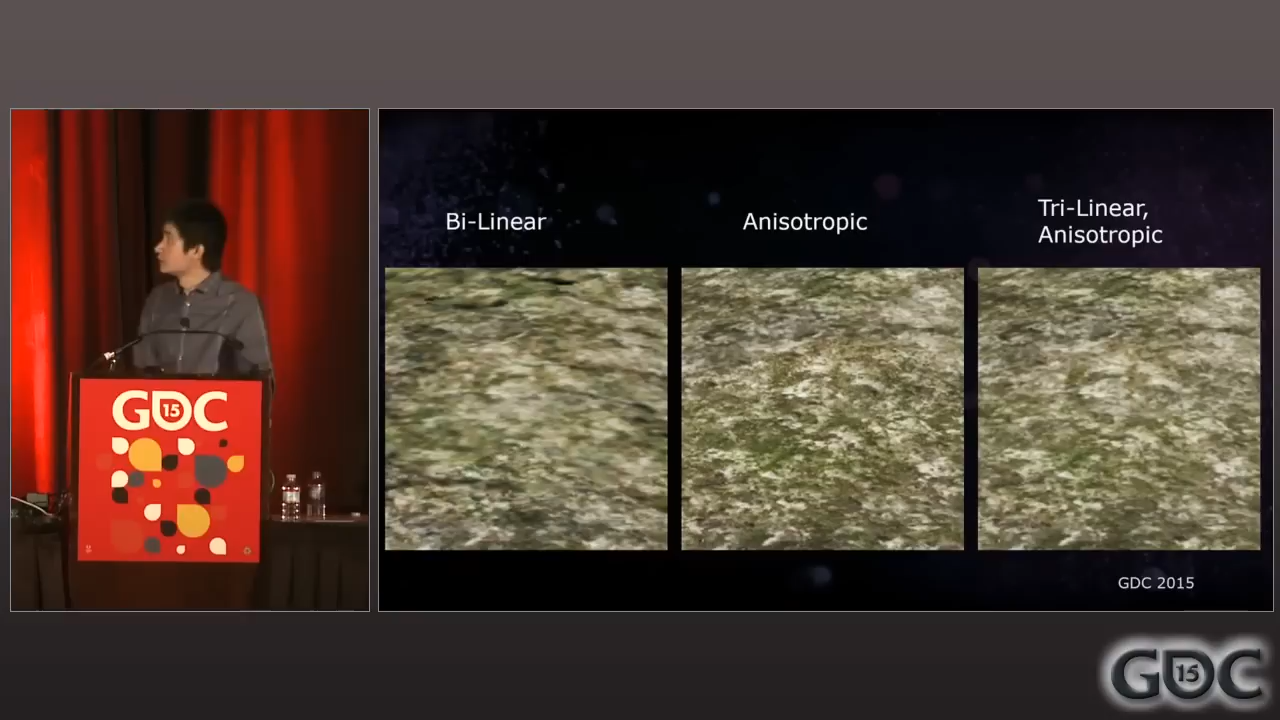 Bi-Linear
Anisotropic
Tri-Linear,
Anisotropic
GDC 15
GDC 2015
GDC 15